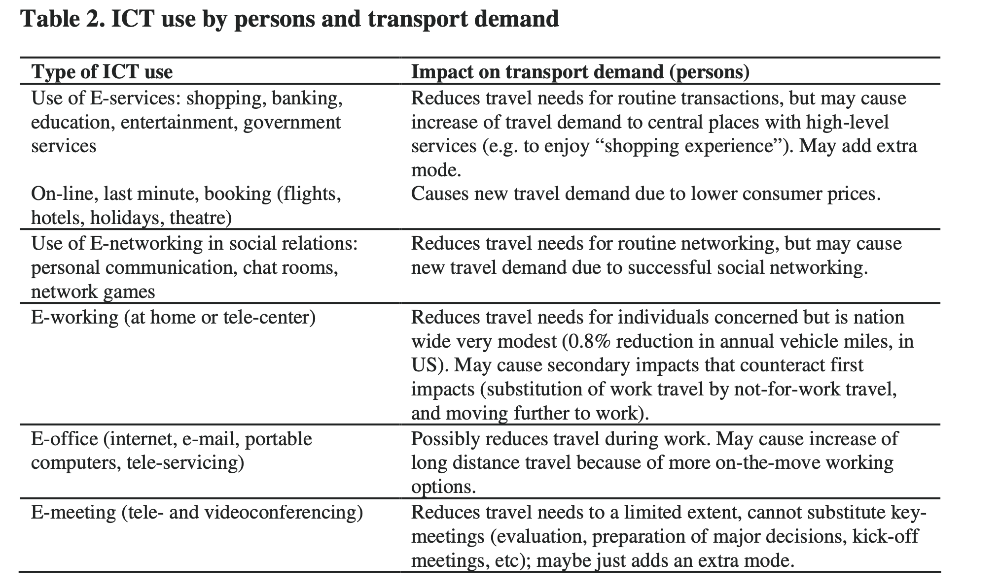 Table 2. ICT use by persons and transport demand
Type of ICT use
Impact on transport demand (persons)
Use of E-services: shopping, banking,
education, entertainment, government
services
Reduces travel needs for routine transactions, but may cause
increase of travel demand to central places with high-level
services (e.g. to enjoy “shopping experience”). May add extra
mode.
On-line, last minute, booking (flights,
hotels, holidays, theatre)
Causes new travel demand due to lower consumer prices.
Use of E-networking in social relations:
personal communication, chat rooms,
network games
Reduces travel needs for routine networking, but may cause
new travel demand due to successful social networking.
E-working (at home or tele-center)
Reduces travel needs for individuals concerned but is nation
wide very modest (0.8% reduction in annual vehicle miles, in
US). May cause secondary impacts that counteract first
impacts (substitution of work travel by not-for-work travel,
and moving further to work).
E-office (internet, e-mail, portable
computers, tele-servicing)
Possibly reduces travel during work. May cause increase of
long distance travel because of more on-the-move working
options.
E-meeting (tele- and videoconferencing)
Reduces travel needs to a limited extent, cannot substitute key-
meetings (evaluation, preparation of major decisions, kick-off
meetings, etc); maybe just adds an extra mode.